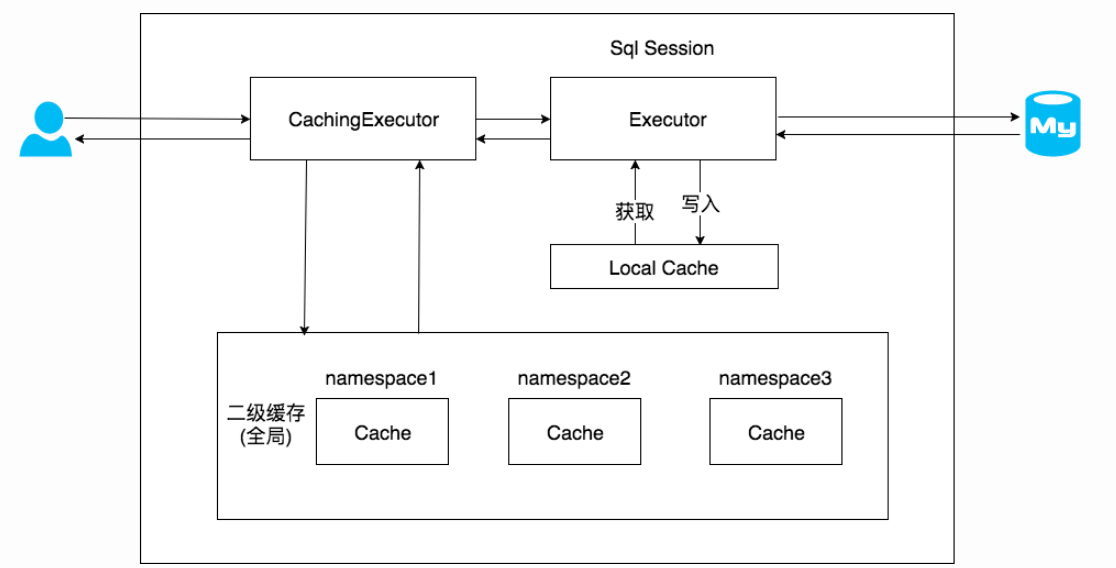 Sql Session
CachingExecutor
Executor
My
获取
写入
Local Cache
namespace1
namespace2
namespace3
二级缓存
(全局)
Cache
Cache
Cache